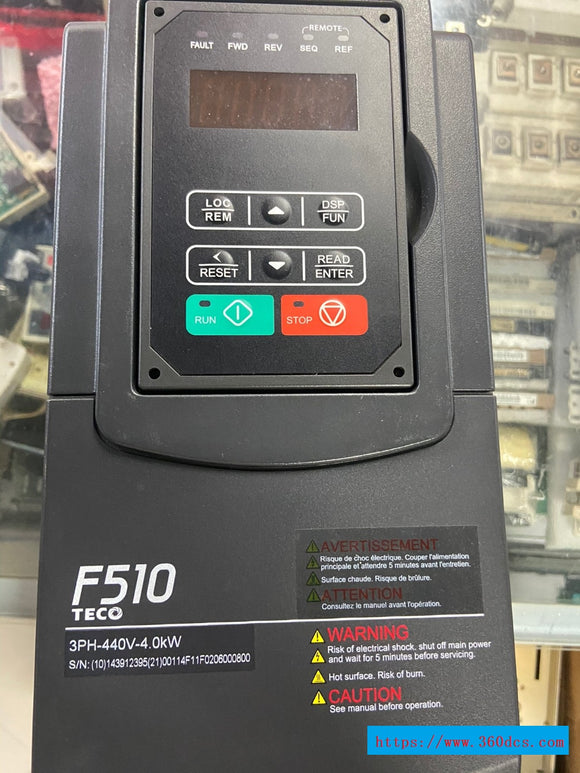 REMOTE
FAULT FWD REV SEQ REF
LOC
REM
DSP
FUN
RESET
READ
ENTER
RUN
STOP
AVERTISSEMENT
Risque de choc électrique. Couper l'alimentation
principale et attendre 5 minutes avant l'entretien.
Surface chaude. Risque de brûlure.
ATTENTION
Consultez le manuel avant l'opération.
F510
TECO
3PH-440V-4.0kW
S/N: (10)143912395(21)00114F11F0206000800
WARNING
Risk of electrical shock. shut off main power
and wait for 5 minutes before servicing.
Hot surface. Risk of burn.
CAUTION
See manual before operation.
https://www.360dcs.com